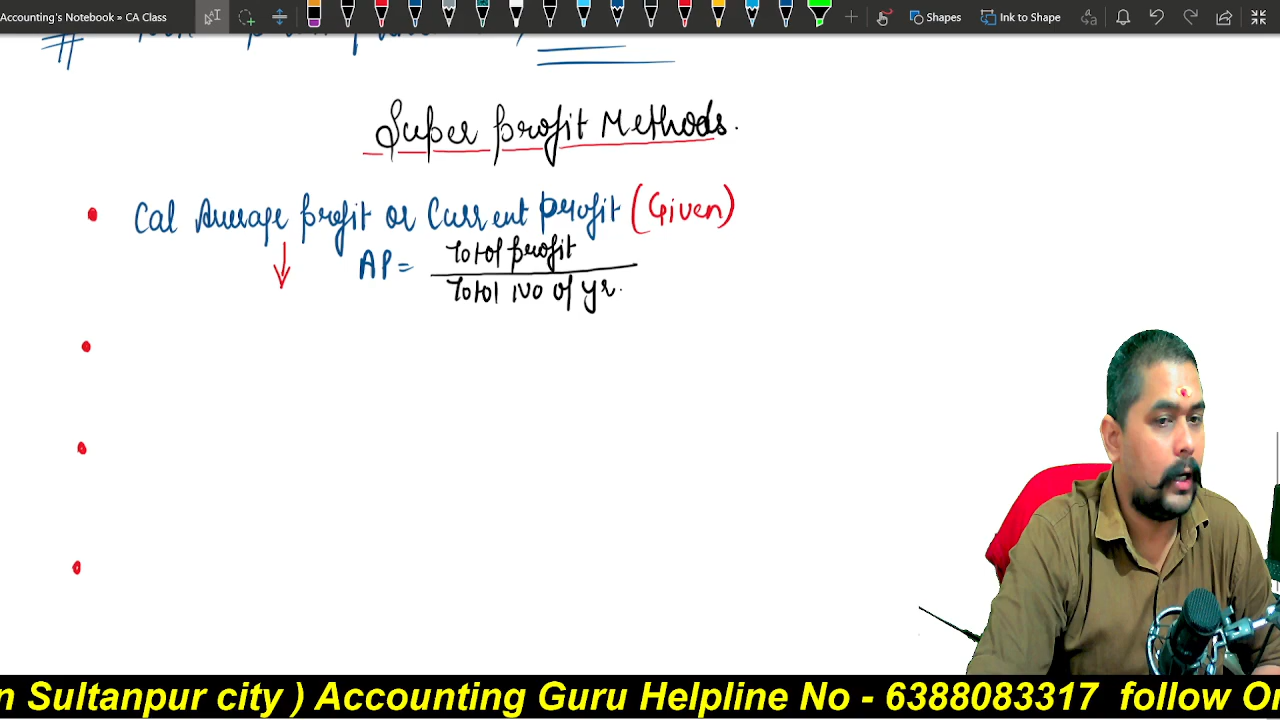 Accounting's Notebook » CA Class
Shapes
Ink to Shape
Super profit Methods.
Cal Average profit or Current profit (Given)
AP = Total profit
Total No of yr.
n Sultanpur city ) Accounting Guru Helpline No - 6388083317 follow On